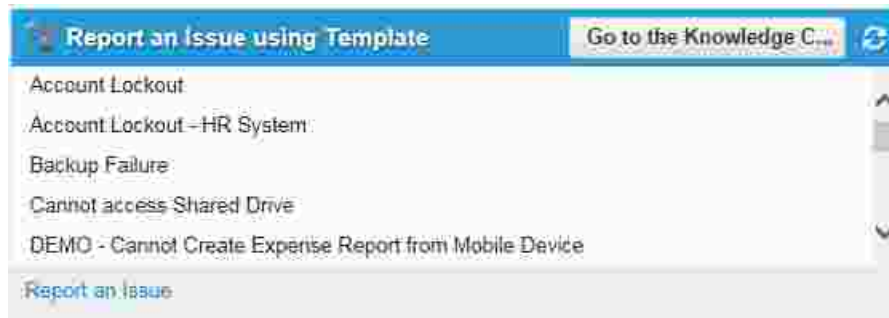 Report an Issue using Template
Go to the Knowledge C...
Account Lockout
Account Lockout - HR System
Backup Failure
Cannot access Shared Drive
DEMO - Cannot Create Expense Report from Mobile Device
Report an Issue